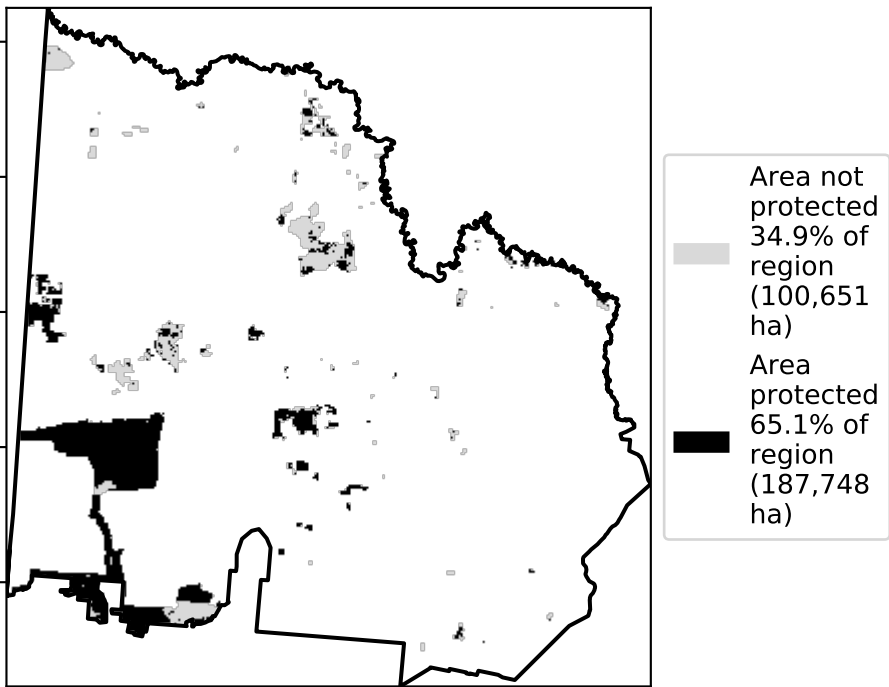 Area not
protected
34.9% of
region
(100,651
ha)
Area
protected
65.1% of
region
(187,748
ha)